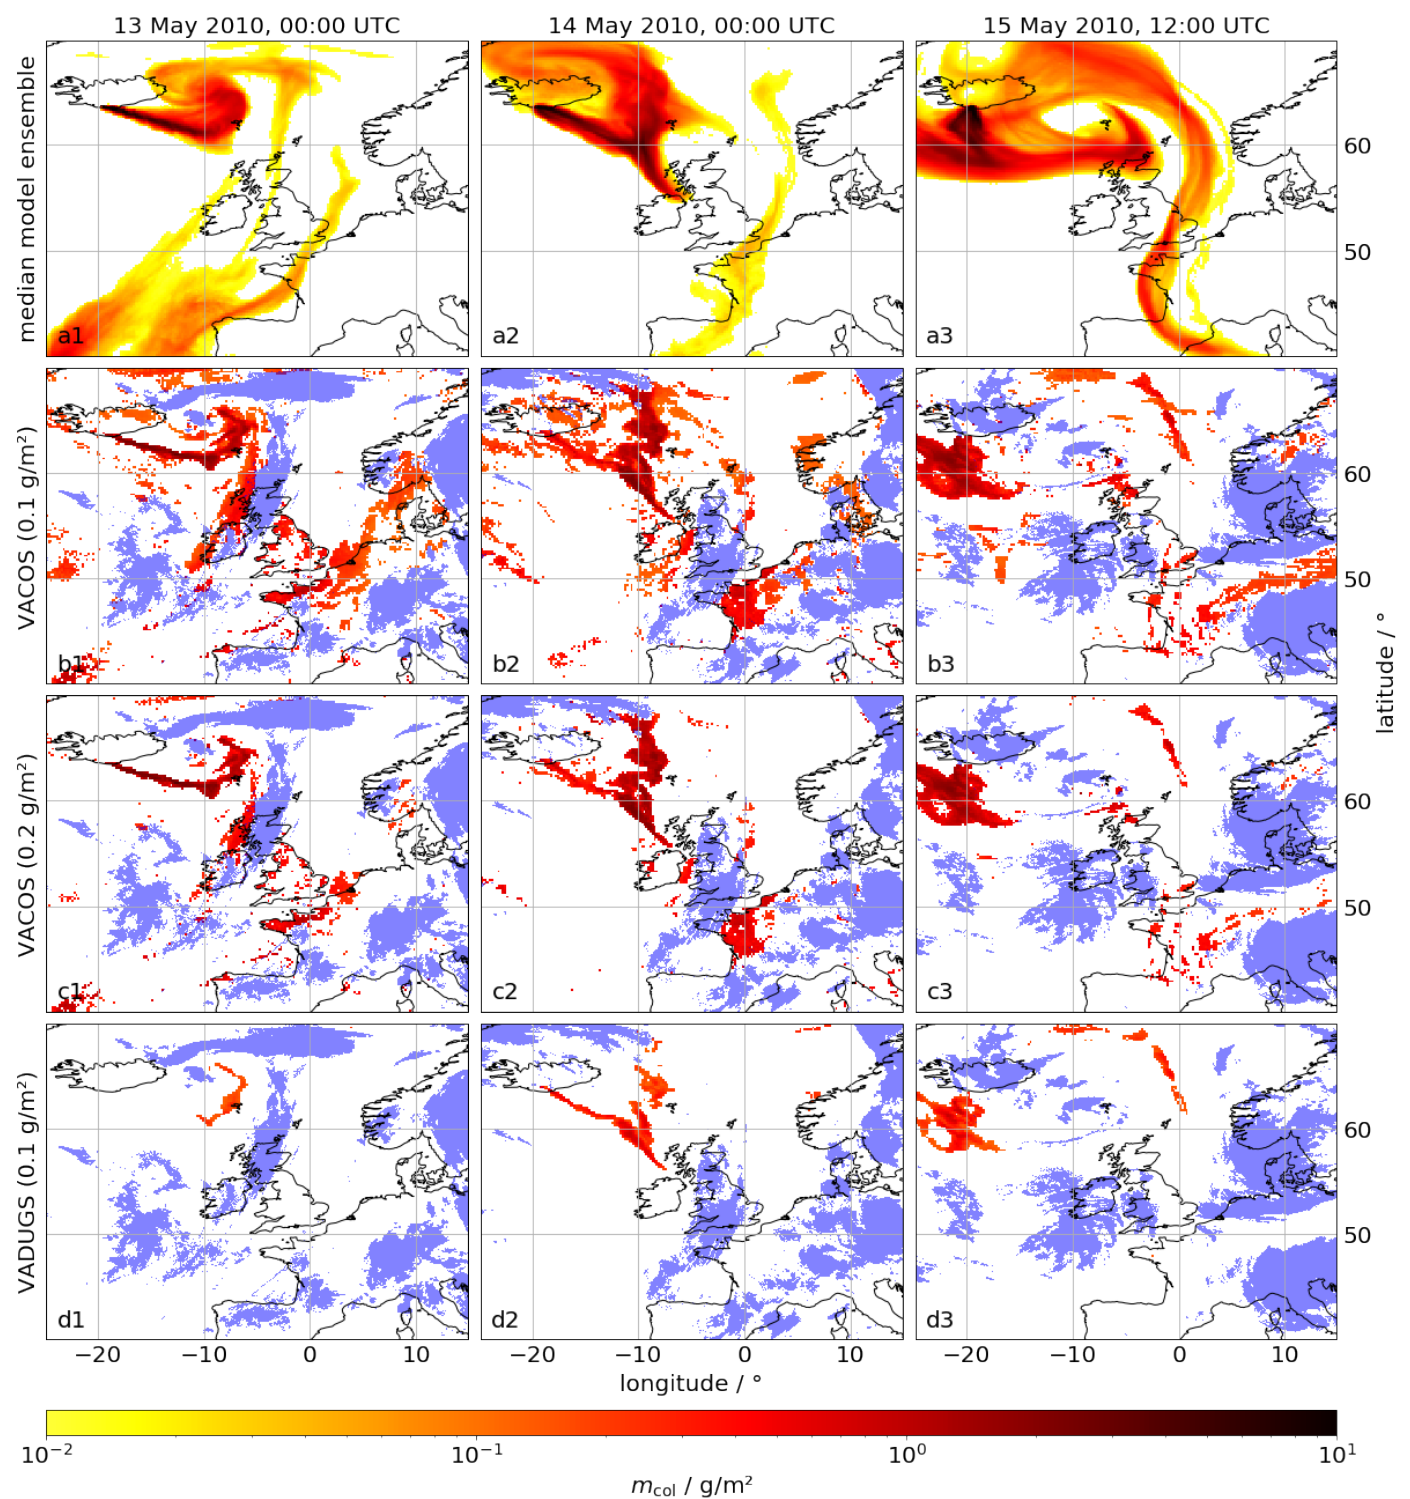 13 May 2010, 00:00 UTC
14 May 2010, 00:00 UTC
15 May 2010, 12:00 UTC
median model ensemble
a1
a2
a3
60
50
VACOS (0.1 g/m²)
b1
b2
b3
60
50
latitude / °
VACOS (0.2 g/m²)
c1
c2
c3
60
50
VADUGS (0.1 g/m²)
d1
d2
d3
60
50
−20 −10 0 10
−20 −10 0 10
−20 −10 0 10
longitude / °
10⁻² 10⁻¹ 10⁰ 10¹
m_col / g/m²